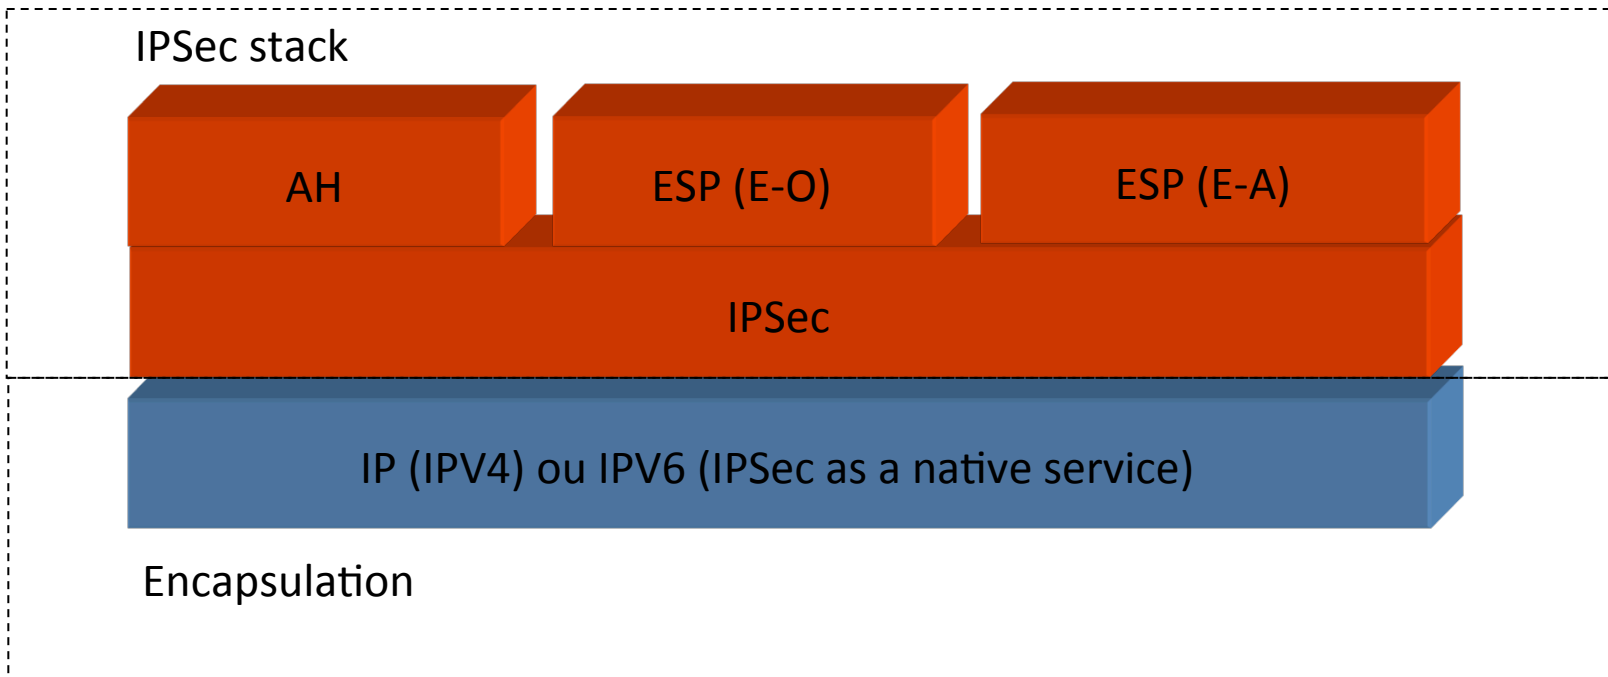 IPSec stack
AH
ESP (E-O)
ESP (E-A)
IPSec
IP (IPV4) ou IPV6 (IPSec as a native service)
Encapsulation